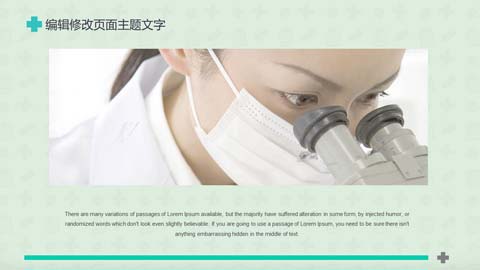 编辑修改页面主题文字
There are many variations of passages of Lorem Ipsum available, but the majority have suffered alteration in some form, by injected humor, or
randomized words which don't look even slightly believable. If you are going to use a passage of Lorem Ipsum, you need to be sure there isn't
anything embarrassing hidden in the middle of text.